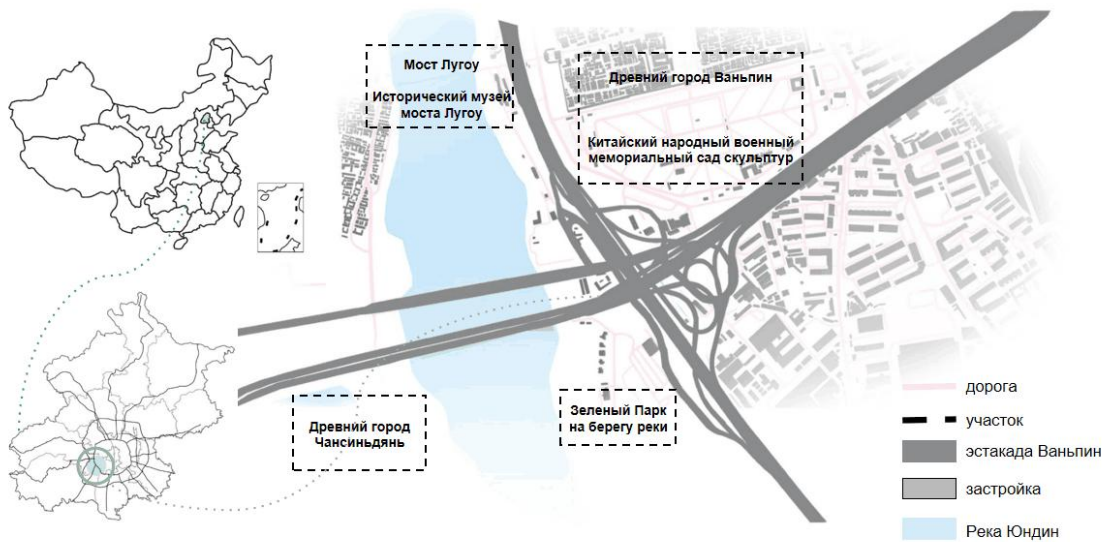 Мост Лугоу
Исторический музей
моста Лугоу
Древний город Ваньпин
Китайский народный военный
мемориальный сад скульптур
Древний город
Чансиньдянь
Зеленый Парк
на берегу реки
дорога
участок
эстакада Ваньпин
застройка
Река Юндин